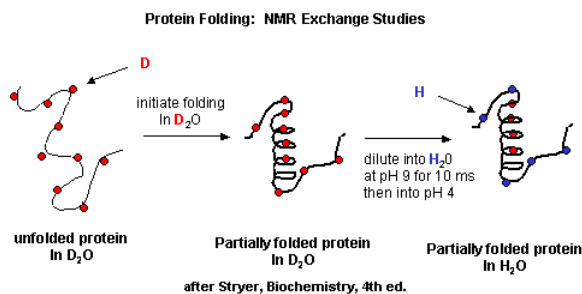 Protein Folding: NMR Exchange Studies
D
initiate folding
In D₂O
H
dilute into H₂0
at pH 9 for 10 ms
then into pH 4
unfolded protein
In D₂O
Partially folded protein
In D₂O
Partially folded protein
in H₂O
after Stryer, Biochemistry, 4th ed.